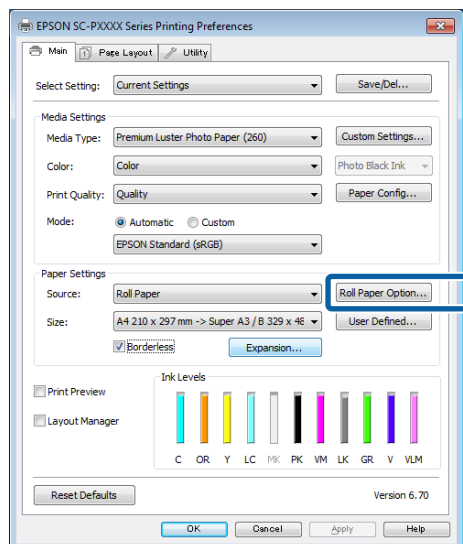 EPSON SC-PXXXX Series Printing Preferences
Main Page Layout Utility
Select Setting: Current Settings Save/Del...
Media Settings
Media Type: Premium Luster Photo Paper (260) Custom Settings...
Color: Color Photo Black Ink
Print Quality: Quality Paper Config...
Mode: Automatic Custom
EPSON Standard (sRGB)
Paper Settings
Source: Roll Paper Roll Paper Option...
Size: A4 210 x 297 mm -> Super A3 / B 329 x 48 User Defined...
Borderless Expansion...
Ink Levels
Print Preview
Layout Manager
C OR Y LC MK PK VM LK GR V VLM
Reset Defaults Version 6.70
OK Cancel Apply Help